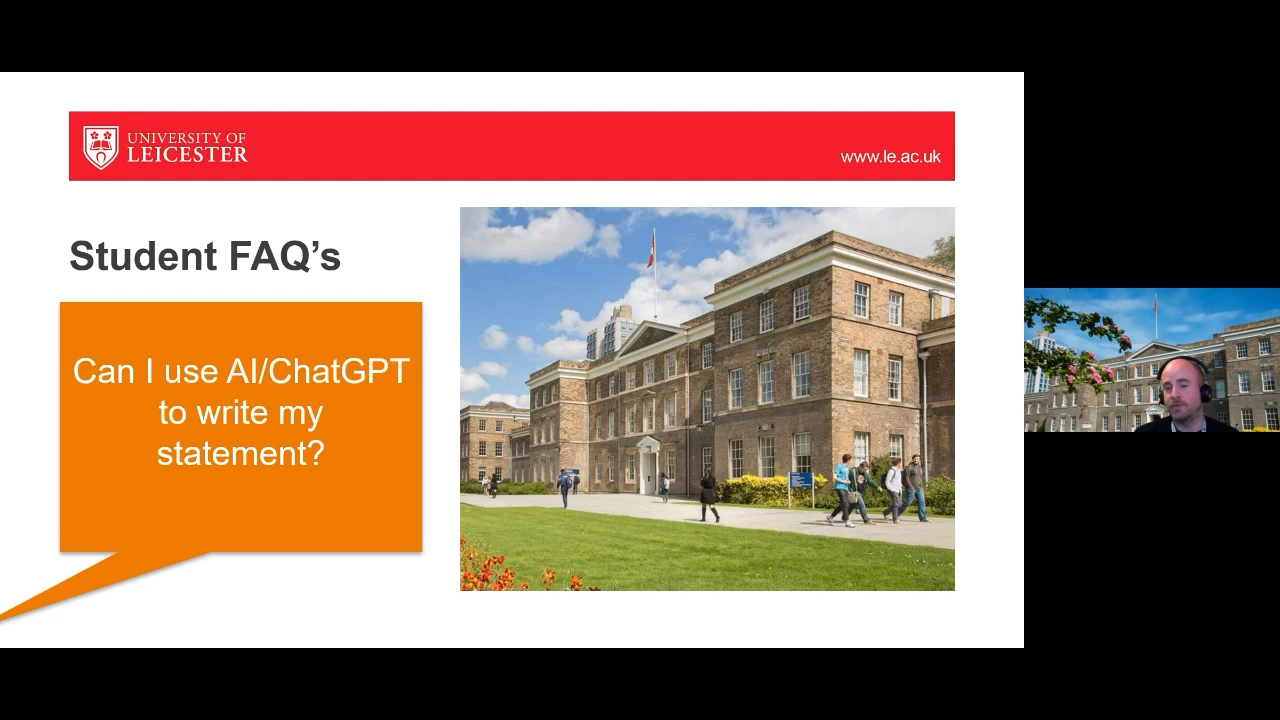 UNIVERSITY OF
LEICESTER
www.le.ac.uk
Student FAQ’s
Can I use AI/ChatGPT
to write my
statement?